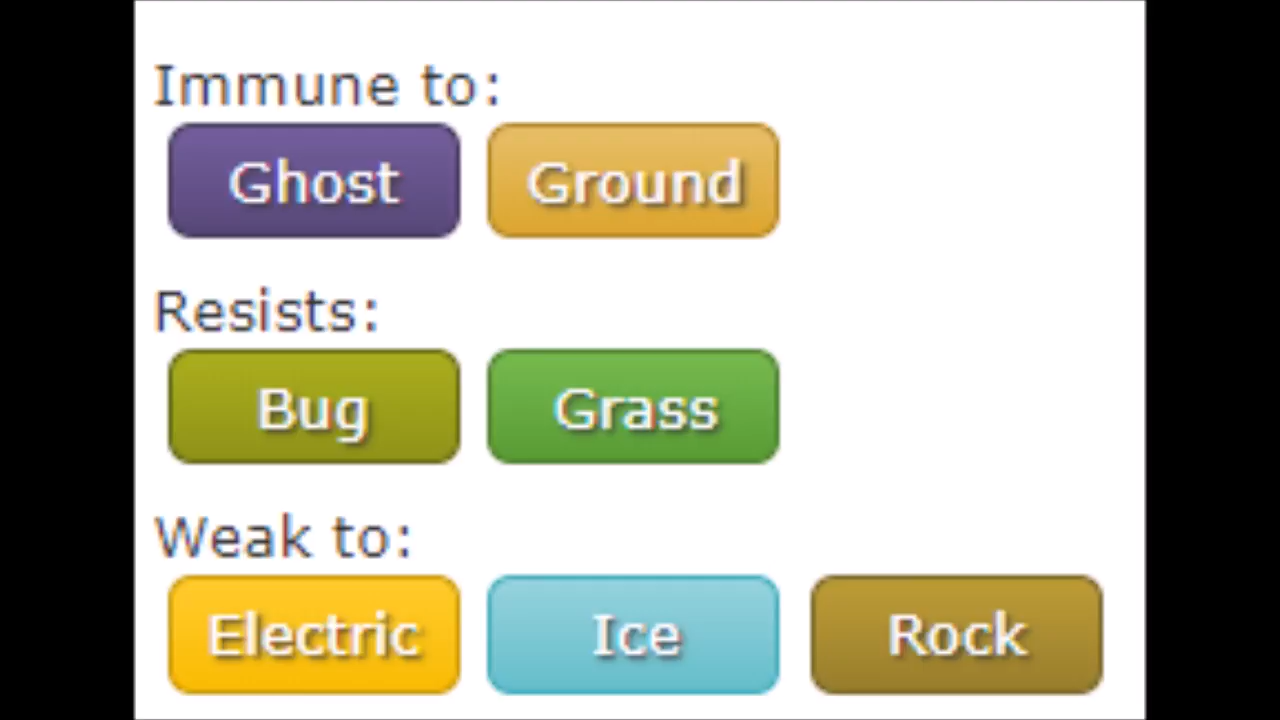 Immune to:
Ghost Ground
Resists:
Bug Grass
Weak to:
Electric Ice Rock